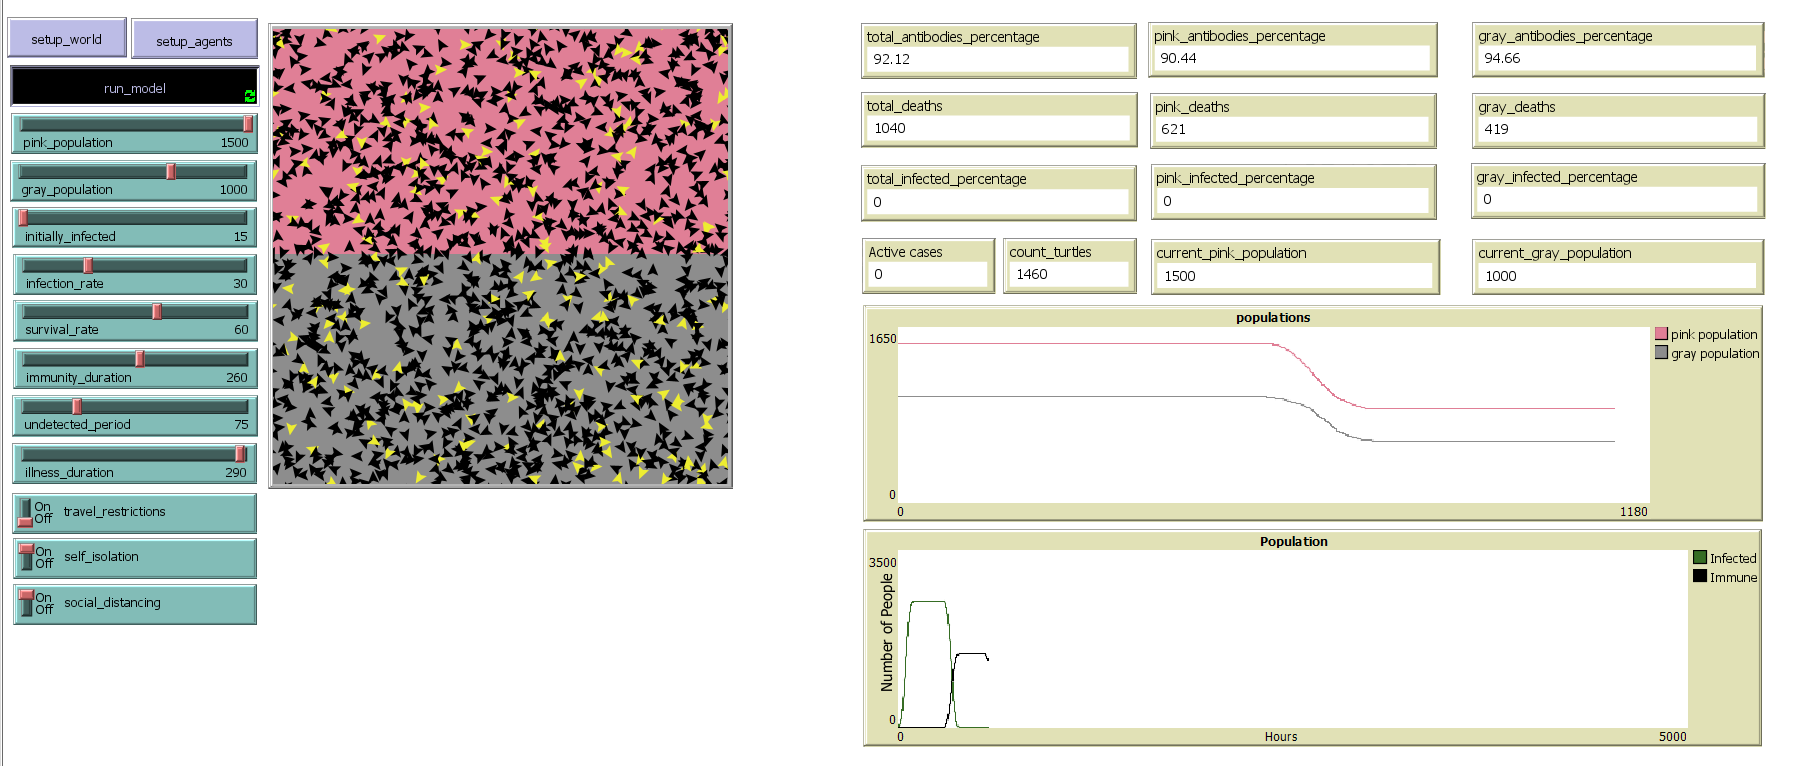 setup_world
setup_agents
run_model
pink_population 1500
gray_population 1000
initially_infected 15
infection_rate 30
survival_rate 60
immunity_duration 260
undetected_period 75
illness_duration 290
On
Off
travel_restrictions
On
Off
self_isolation
On
Off
social_distancing
total_antibodies_percentage
92.12
pink_antibodies_percentage
90.44
gray_antibodies_percentage
94.66
total_deaths
1040
pink_deaths
621
gray_deaths
419
total_infected_percentage
0
pink_infected_percentage
0
gray_infected_percentage
0
Active cases
0
count_turtles
1460
current_pink_population
1500
current_gray_population
1000
populations
1650
0
0
1180
pink population
gray population
Population
3500
Number of People
0
0
Hours
5000
Infected
Immune